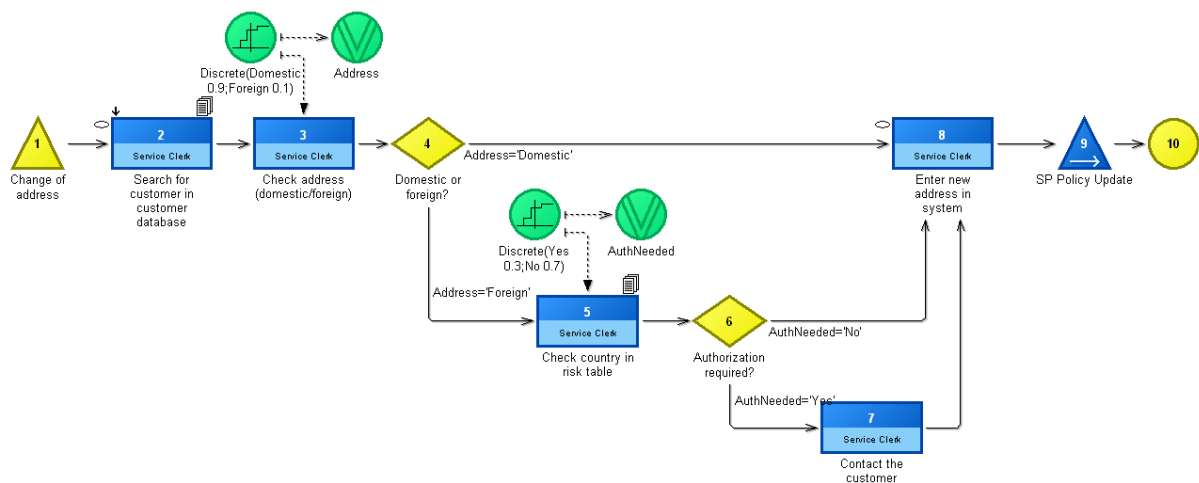 Discrete(Domestic
0.9;Foreign 0.1)
Address
1
Change of
address
2
Service Clerk
Search for
customer in
customer
database
3
Service Clerk
Check address
(domestic/foreign)
4
Domestic or
foreign?
Address='Domestic'
8
Service Clerk
Enter new
address in
system
9
SP Policy Update
10
Discrete(Yes
0.3;No 0.7)
AuthNeeded
Address='Foreign'
5
Service Clerk
Check country in
risk table
6
Authorization
required?
AuthNeeded='No'
AuthNeeded='Yes'
7
Service Clerk
Contact the
customer